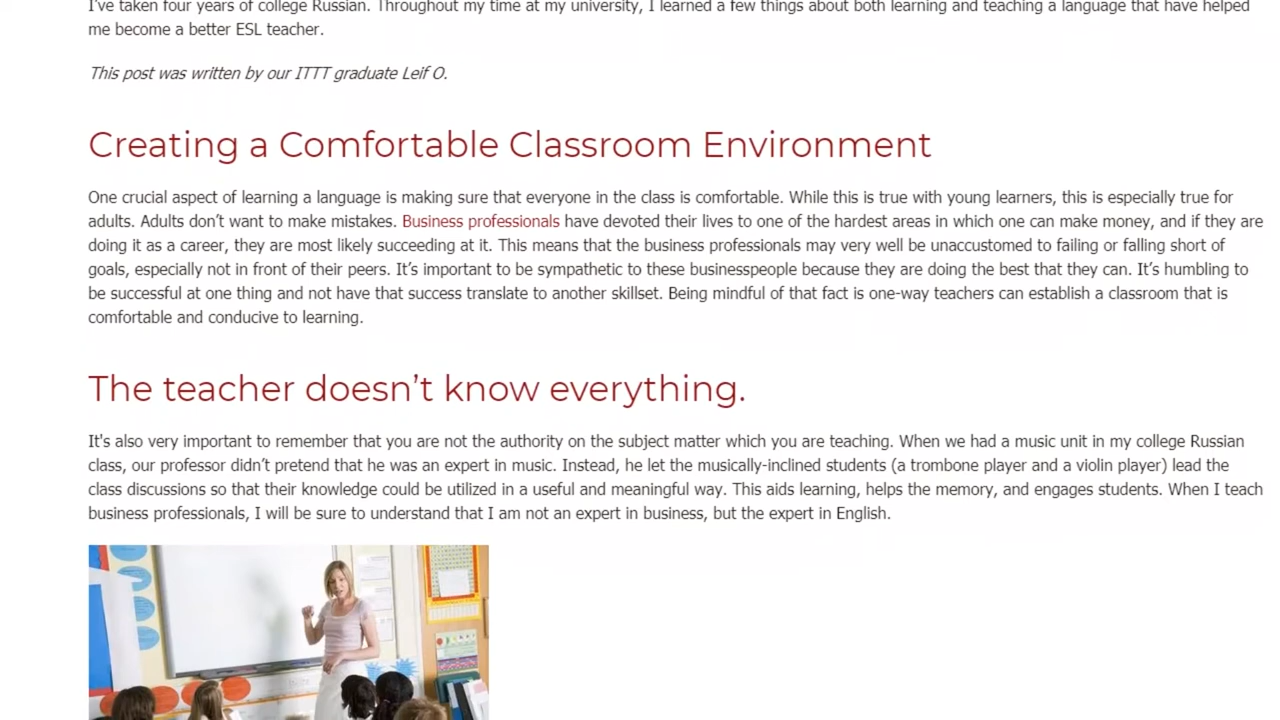 I've taken four years of college Russian. Throughout my time at my university, I learned a few things about both learning and teaching a language that have helped
me become a better ESL teacher.
This post was written by our ITTT graduate Leif O.
Creating a Comfortable Classroom Environment
One crucial aspect of learning a language is making sure that everyone in the class is comfortable. While this is true with young learners, this is especially true for
adults. Adults don’t want to make mistakes. Business professionals have devoted their lives to one of the hardest areas in which one can make money, and if they are
doing it as a career, they are most likely succeeding at it. This means that the business professionals may very well be unaccustomed to failing or falling short of
goals, especially not in front of their peers. It’s important to be sympathetic to these businesspeople because they are doing the best that they can. It’s humbling to
be successful at one thing and not have that success translate to another skillset. Being mindful of that fact is one-way teachers can establish a classroom that is
comfortable and conducive to learning.
The teacher doesn’t know everything.
It's also very important to remember that you are not the authority on the subject matter which you are teaching. When we had a music unit in my college Russian
class, our professor didn’t pretend that he was an expert in music. Instead, he let the musically-inclined students (a trombone player and a violin player) lead the
class discussions so that their knowledge could be utilized in a useful and meaningful way. This aids learning, helps the memory, and engages students. When I teach
business professionals, I will be sure to understand that I am not an expert in business, but the expert in English.